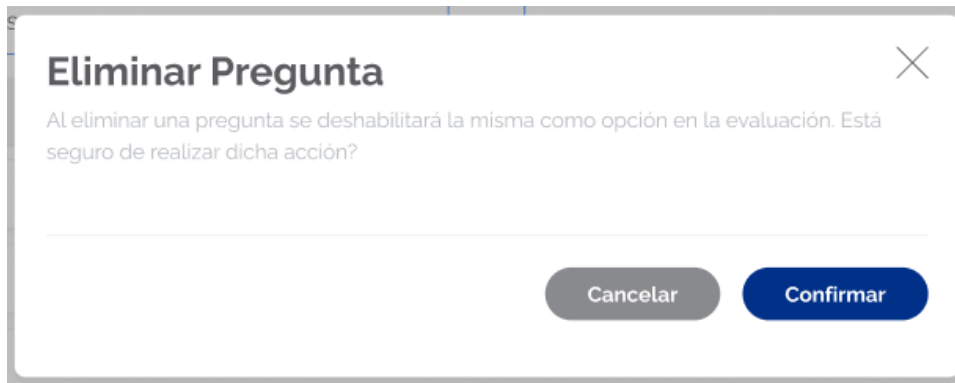 Eliminar Pregunta
Al eliminar una pregunta se deshabilitará la misma como opción en la evaluación. Está
seguro de realizar dicha acción?
Cancelar
Confirmar